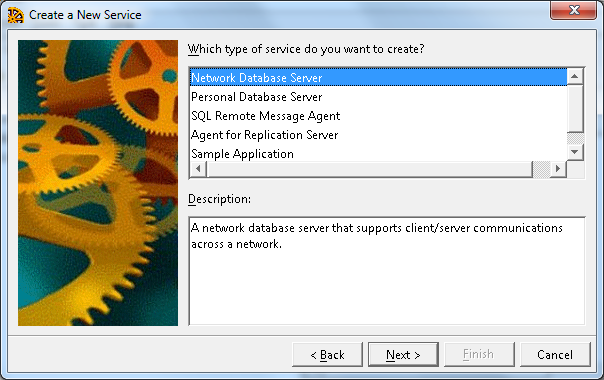 Create a New Service
Which type of service do you want to create?
Network Database Server
Personal Database Server
SQL Remote Message Agent
Agent for Replication Server
Sample Application
Description:
A network database server that supports client/server communications
across a network.
< Back
Next >
Finish
Cancel